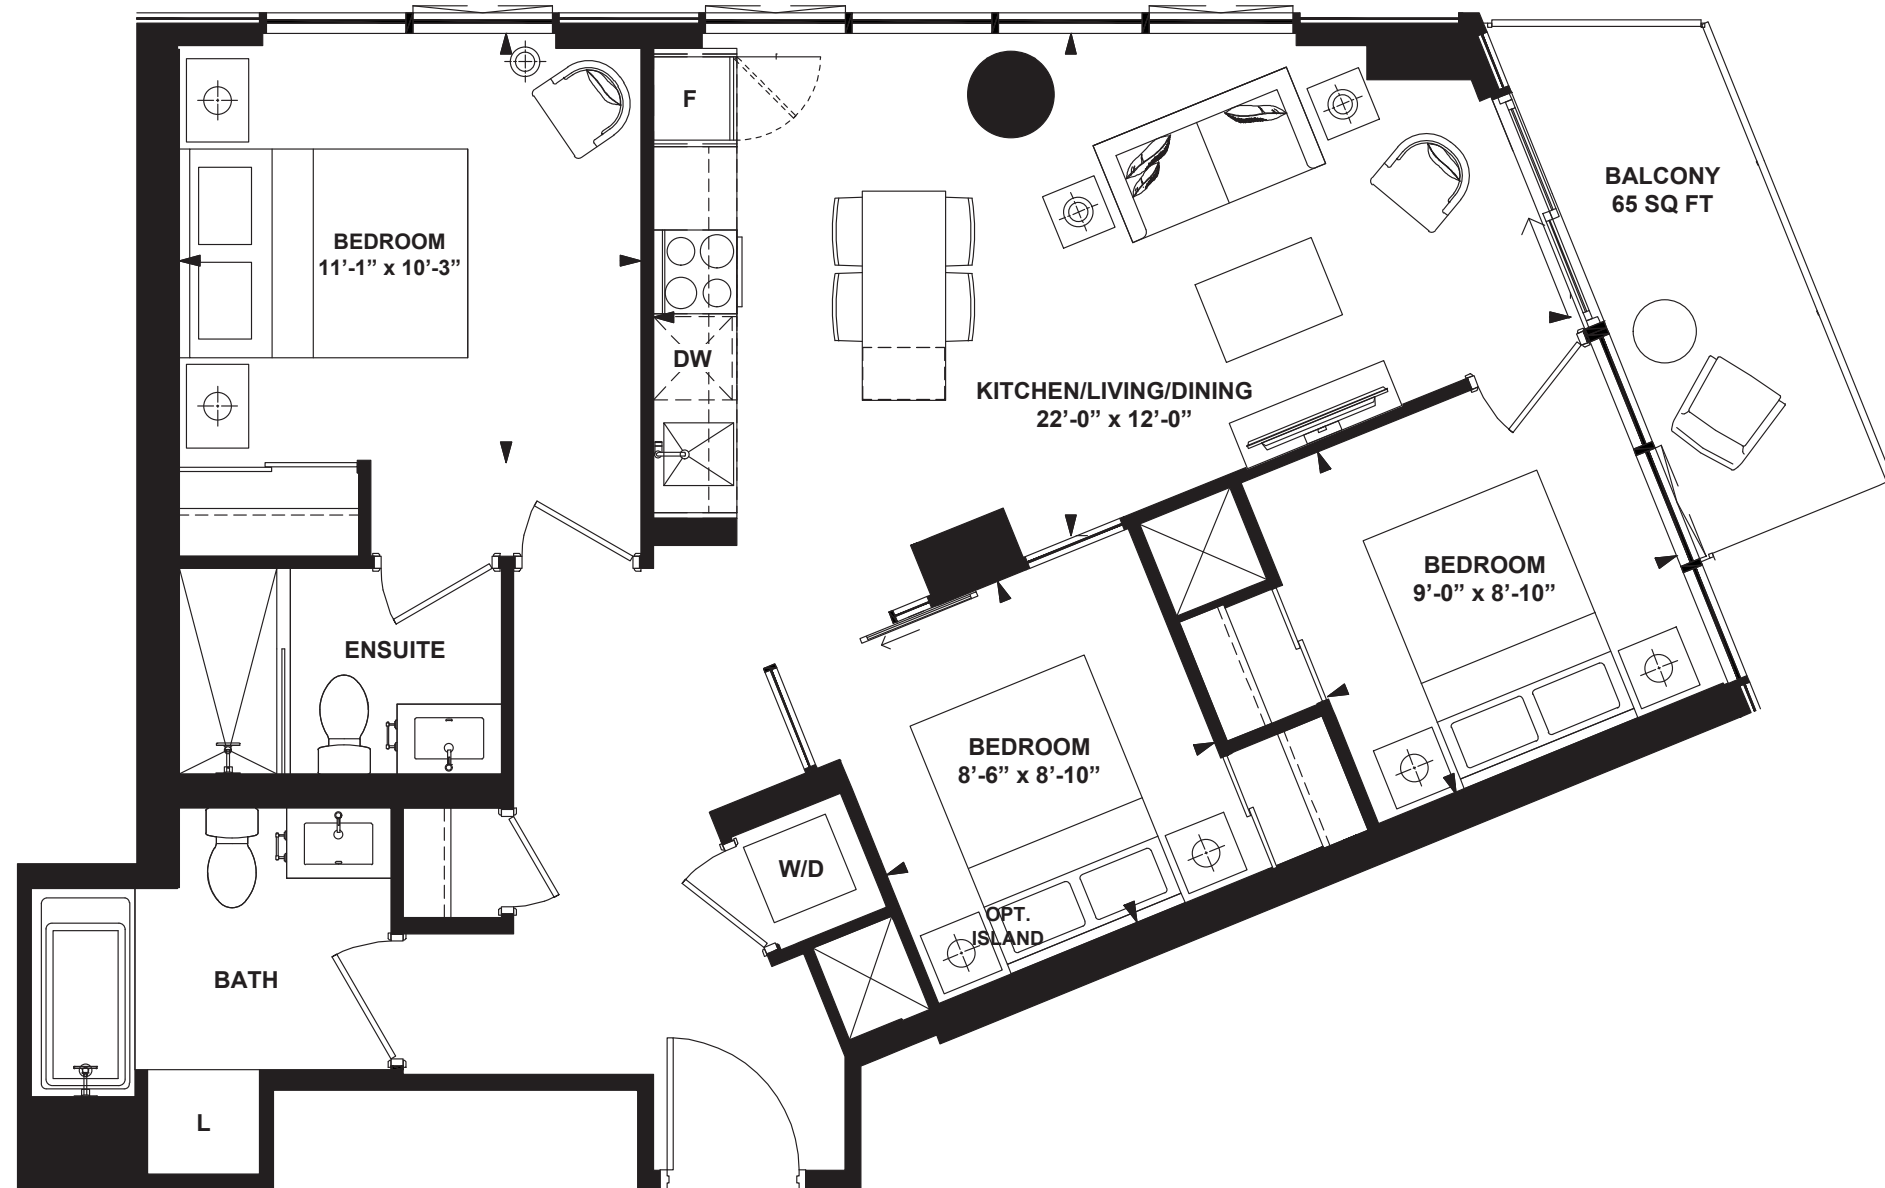 F
BEDROOM
11’-1” x 10’-3”
BALCONY
65 SQ FT
DW
KITCHEN/LIVING/DINING
22’-0” x 12’-0”
BEDROOM
9’-0” x 8’-10”
ENSUITE
BEDROOM
8’-6” x 8’-10”
W/D
OPT.
ISLAND
BATH
L